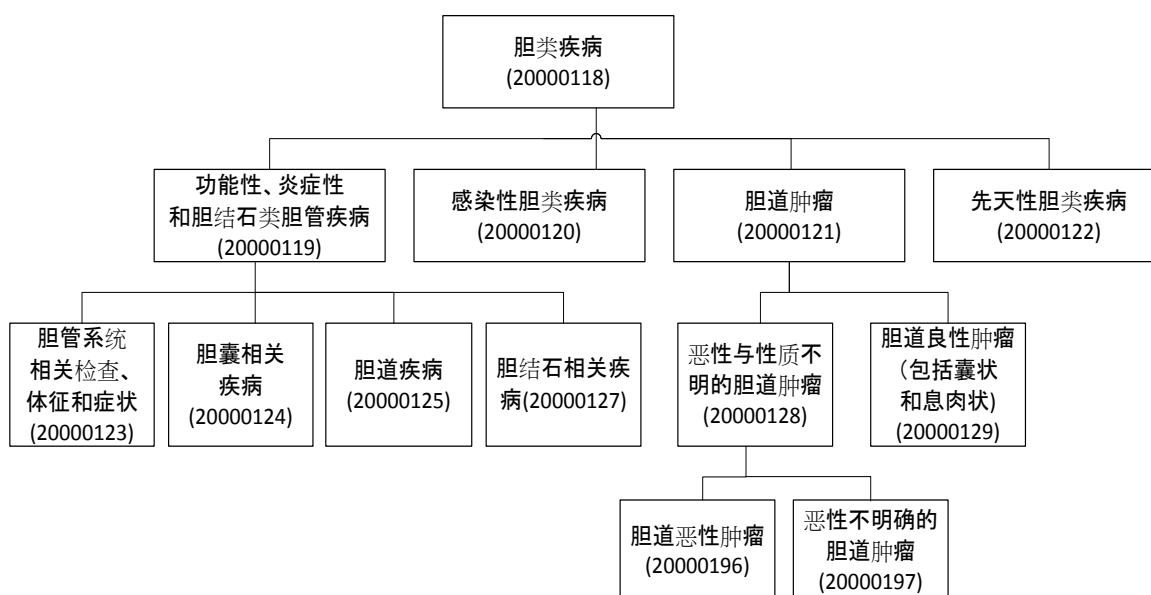 胆类疾病
(20000118)
功能性、炎症性
和胆结石类胆管疾病
(20000119)
感染性胆类疾病
(20000120)
胆道肿瘤
(20000121)
先天性胆类疾病
(20000122)
胆管系统
相关检查、
体征和症状
(20000123)
胆囊相关
疾病
(20000124)
胆道疾病
(20000125)
胆结石相关疾
病(20000127)
恶性与性质不
明的胆道肿瘤
(20000128)
胆道良性肿瘤
（包括囊状
和息肉状)
(20000129)
胆道恶性肿瘤
(20000196)
恶性不明确的
胆道肿瘤
(20000197)